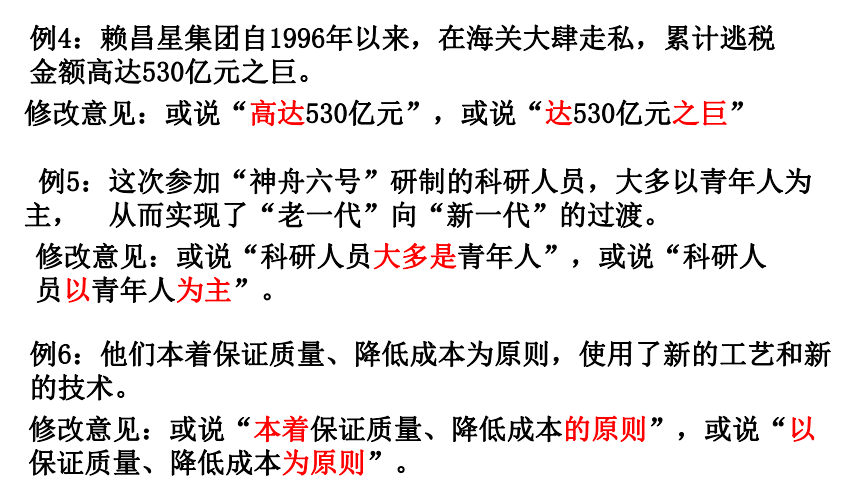 例4：赖昌星集团自1996年以来，在海关大肆走私，累计逃税
金额高达530亿元之巨。
修改意见：或说“高达530亿元”，或说“达530亿元之巨”
例5：这次参加“神舟六号”研制的科研人员，大多以青年人为
主，　从而实现了“老一代”向“新一代”的过渡。
修改意见：或说“科研人员大多是青年人”，或说“科研人
员以青年人为主”。
例6：他们本着保证质量、降低成本为原则，使用了新的工艺和新
的技术。
修改意见：或说“本着保证质量、降低成本的原则”，或说“以
保证质量、降低成本为原则”。